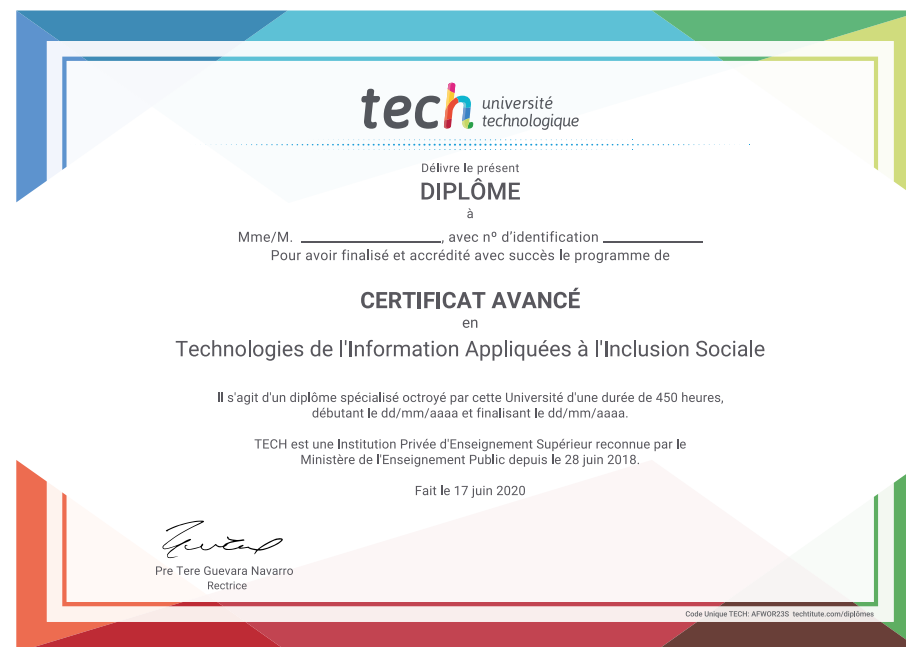 tech université
technologique
Délivre le présent
DIPLÔME
à
Mme/M. ____________________, avec nº d'identification ______________
Pour avoir finalisé et accrédité avec succès le programme de
CERTIFICAT AVANCÉ
en
Technologies de l'Information Appliquées à l'Inclusion Sociale
Il s'agit d'un diplôme spécialisé octroyé par cette Université d'une durée de 450 heures,
débutant le dd/mm/aaaa et finalisant le dd/mm/aaaa.
TECH est une Institution Privée d'Enseignement Supérieur reconnue par le
Ministère de l'Enseignement Public depuis le 28 juin 2018.
Fait le 17 juin 2020
Pre Tere Guevara Navarro
Rectrice
Code Unique TECH: AFWOR23S techtitute.com/diplômes